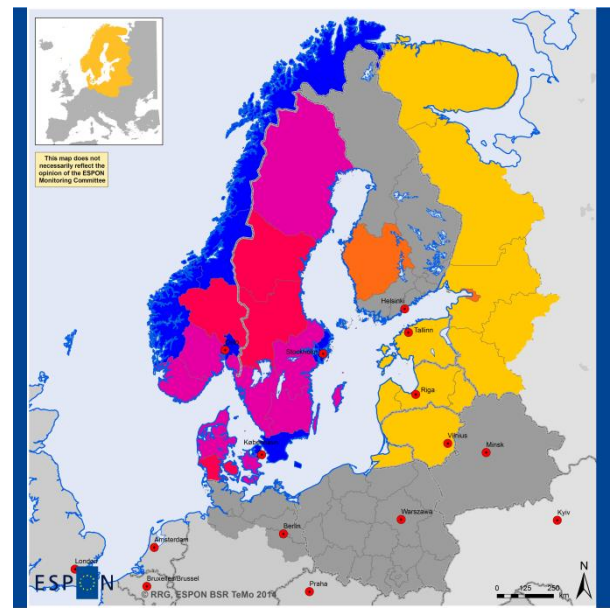 This map does not
necessarily reflect the
opinion of the ESPON
Monitoring Committee
Helsinki
Tallinn
Stockholm
Riga
København
Vilnius
Minsk
Berlin
Warszawa
Kyiv
Amsterdam
London
Bruxelles/Brussel
Praha
ESPON
© RRG, ESPON BSR TeMo 2014
0 125 250
km
N